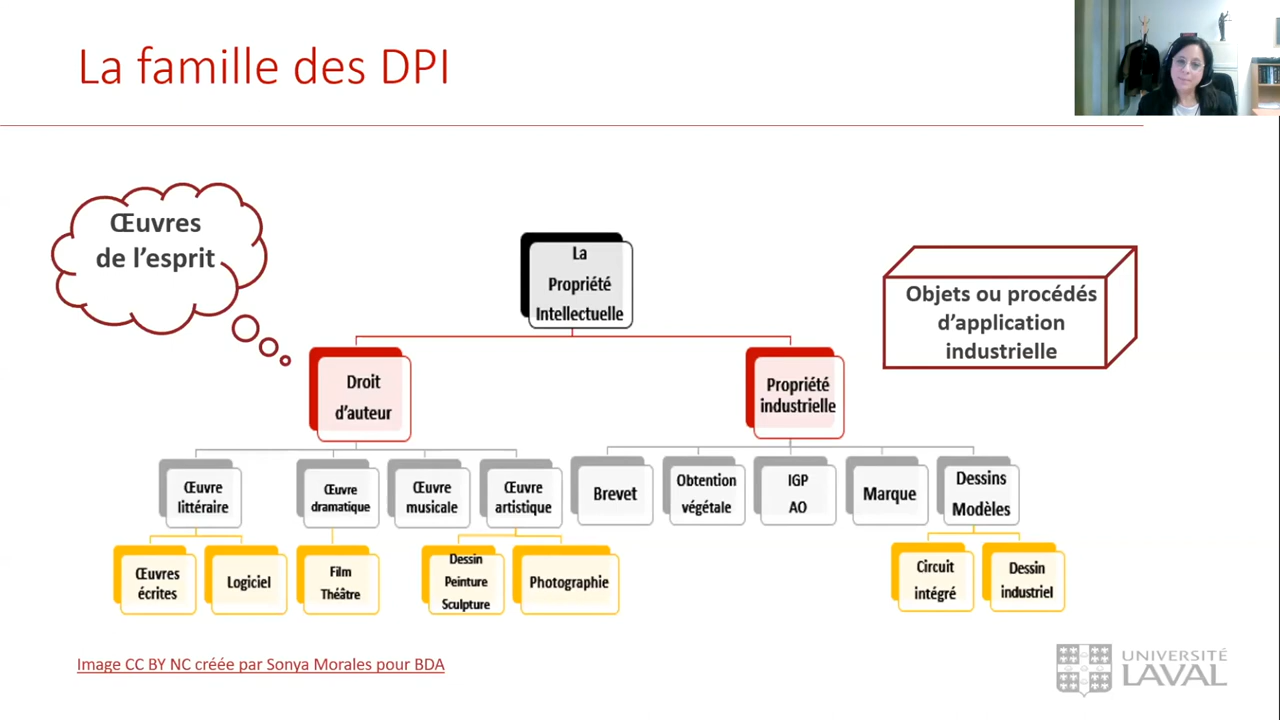 La famille des DPI
Œuvres
de l’esprit
La
Propriété
Intellectuelle
Objets ou procédés
d’application
industrielle
Droit
d’auteur
Propriété
industrielle
Œuvre
littéraire
Œuvre
dramatique
Œuvre
musicale
Œuvre
artistique
Brevet
Obtention
végétale
IGP
AO
Marque
Dessins
Modèles
Œuvres
écrites
Logiciel
Film
Théâtre
Dessin
Peinture
Sculpture
Photographie
Circuit
intégré
Dessin
industriel
Image CC BY NC créée par Sonya Morales pour BDA
UNIVERSITÉ
LAVAL